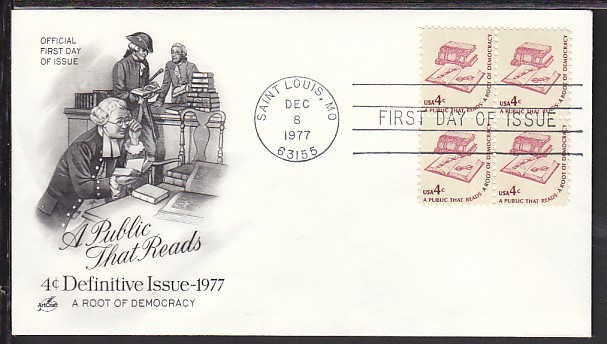 OFFICIAL
FIRST DAY
OF ISSUE
A Public
That Reads
4¢ Definitive Issue-1977
ArtCraft
A ROOT OF DEMOCRACY
SAINT LOUIS, MO
DEC
8
1977
63155
FIRST DAY OF ISSUE
USA 4c
A PUBLIC THAT READS · A ROOT OF DEMOCRACY
USA 4c
A PUBLIC THAT READS · A ROOT OF DEMOCRACY
USA 4c
A PUBLIC THAT READS · A ROOT OF DEMOCRACY
USA 4c
A PUBLIC THAT READS · A ROOT OF DEMOCRACY